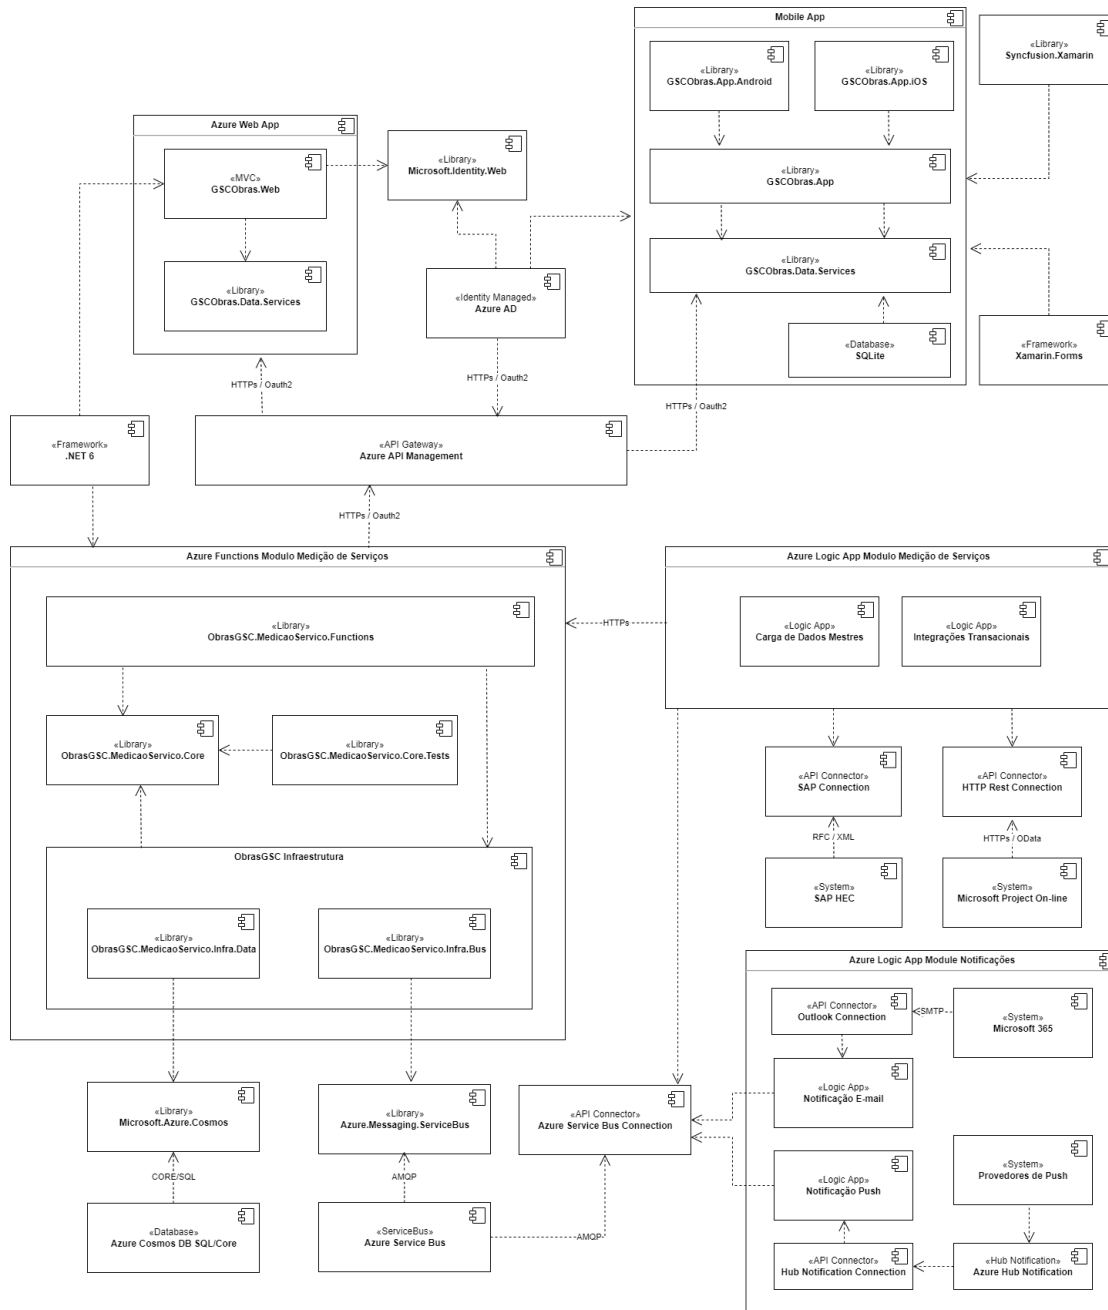 Mobile App
«Library»
GSCObras.App.Android
«Library»
GSCObras.App.iOS
«Library»
Syncfusion.Xamarin
Azure Web App
«MVC»
GSCObras.Web
«Library»
Microsoft.Identity.Web
«Library»
GSCObras.App
«Library»
GSCObras.Data.Services
«Library»
GSCObras.Data.Services
«Identity Managed»
Azure AD
«Database»
SQLite
«Framework»
Xamarin.Forms
HTTPs / Oauth2
HTTPs / Oauth2
HTTPs / Oauth2
«Framework»
.NET 6
«API Gateway»
Azure API Management
HTTPs / Oauth2
Azure Functions Modulo Medição de Serviços
«Library»
ObrasGSC.MedicaoServico.Functions
HTTPs
Azure Logic App Modulo Medição de Serviços
«Logic App»
Carga de Dados Mestres
«Logic App»
Integrações Transacionais
«Library»
ObrasGSC.MedicaoServico.Core
«Library»
ObrasGSC.MedicaoServico.Core.Tests
«API Connector»
SAP Connection
«API Connector»
HTTP Rest Connection
RFC / XML
HTTPs / OData
ObrasGSC Infraestrutura
«System»
SAP HEC
«System»
Microsoft Project On-line
«Library»
ObrasGSC.MedicaoServico.Infra.Data
«Library»
ObrasGSC.MedicaoServico.Infra.Bus
Azure Logic App Module Notificações
«API Connector»
Outlook Connection
SMTP
«System»
Microsoft 365
«Logic App»
Notificação E-mail
«Library»
Microsoft.Azure.Cosmos
«Library»
Azure.Messaging.ServiceBus
«API Connector»
Azure Service Bus Connection
«System»
Provedores de Push
«Logic App»
Notificação Push
CORE/SQL
AMQP
«Database»
Azure Cosmos DB SQL/Core
«ServiceBus»
Azure Service Bus
AMQP
«API Connector»
Hub Notification Connection
«Hub Notification»
Azure Hub Notification